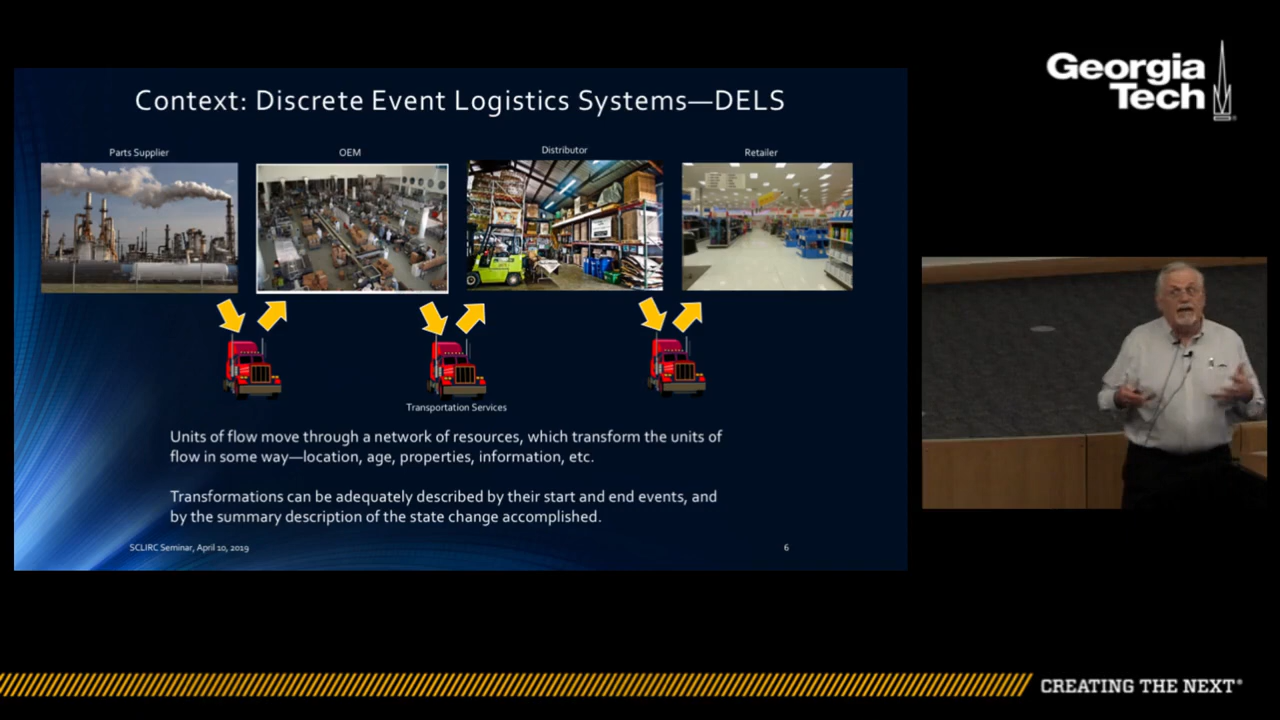 Georgia
Tech
Context: Discrete Event Logistics Systems—DELS
Parts Supplier
OEM
Distributor
Retailer
Transportation Services
Units of flow move through a network of resources, which transform the units of
flow in some way—location, age, properties, information, etc.
Transformations can be adequately described by their start and end events, and
by the summary description of the state change accomplished.
SCLIRC Seminar, April 10, 2019
6
CREATING THE NEXT®